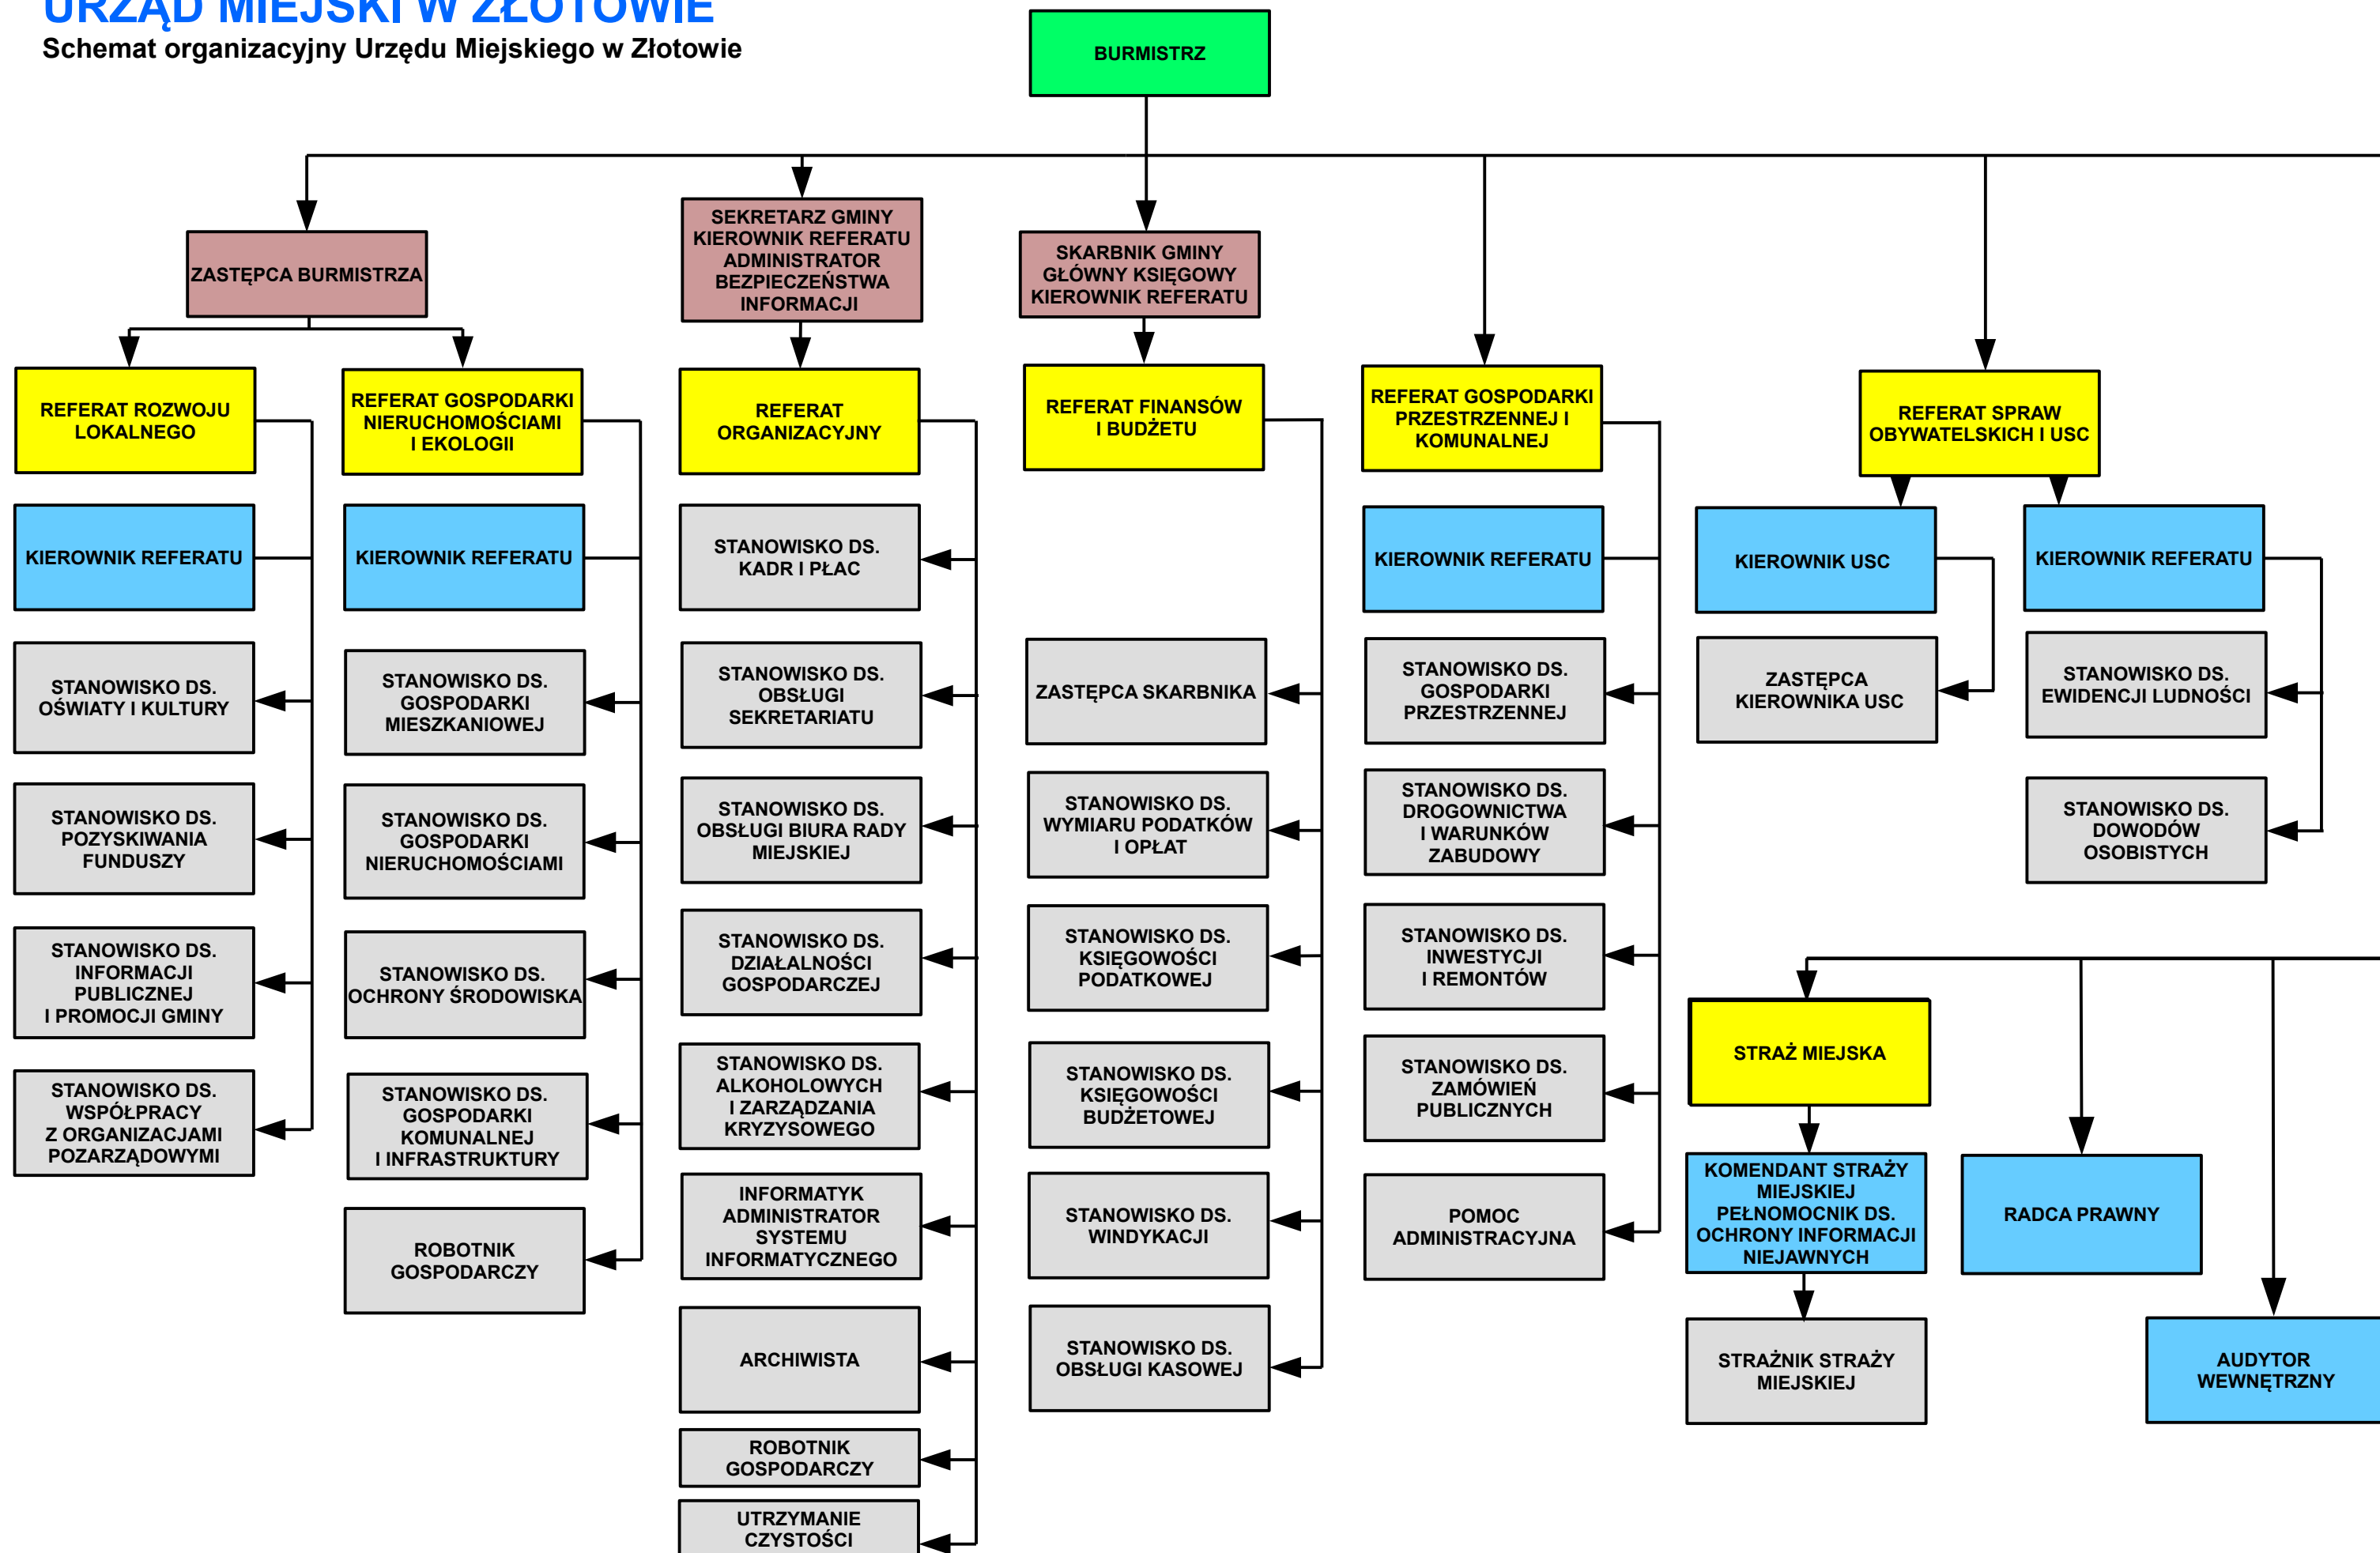 URZĄD MIEJSKI W ZŁOTOWIE
Schemat organizacyjny Urzędu Miejskiego w Złotowie
BURMISTRZ
ZASTĘPCA BURMISTRZA
SEKRETARZ GMINY
KIEROWNIK REFERATU
ADMINISTRATOR
BEZPIECZEŃSTWA
INFORMACJI
SKARBNIK GMINY
GŁÓWNY KSIĘGOWY
KIEROWNIK REFERATU
REFERAT ROZWOJU
LOKALNEGO
KIEROWNIK REFERATU
STANOWISKO DS.
OŚWIATY I KULTURY
STANOWISKO DS.
POZYSKIWANIA
FUNDUSZY
STANOWISKO DS.
INFORMACJI
PUBLICZNEJ
I PROMOCJI GMINY
STANOWISKO DS.
WSPÓŁPRACY
Z ORGANIZACJAMI
POZARZĄDOWYMI
REFERAT GOSPODARKI
NIERUCHOMOŚCIAMI
I EKOLOGII
KIEROWNIK REFERATU
STANOWISKO DS.
GOSPODARKI
MIESZKANIOWEJ
STANOWISKO DS.
GOSPODARKI
NIERUCHOMOŚCIAMI
STANOWISKO DS.
OCHRONY ŚRODOWISKA
STANOWISKO DS.
GOSPODARKI
KOMUNALNEJ
I INFRASTRUKTURY
ROBOTNIK
GOSPODARCZY
REFERAT
ORGANIZACYJNY
STANOWISKO DS.
KADR I PŁAC
STANOWISKO DS.
OBSŁUGI
SEKRETARIATU
STANOWISKO DS.
OBSŁUGI BIURA RADY
MIEJSKIEJ
STANOWISKO DS.
DZIAŁALNOŚCI
GOSPODARCZEJ
STANOWISKO DS.
ALKOHOLOWYCH
I ZARZĄDZANIA
KRYZYSOWEGO
INFORMATYK
ADMINISTRATOR
SYSTEMU
INFORMATYCZNEGO
ARCHIWISTA
ROBOTNIK
GOSPODARCZY
UTRZYMANIE
CZYSTOŚCI
REFERAT FINANSÓW
I BUDŻETU
ZASTĘPCA SKARBNIKA
STANOWISKO DS.
WYMIARU PODATKÓW
I OPŁAT
STANOWISKO DS.
KSIĘGOWOŚCI
PODATKOWEJ
STANOWISKO DS.
KSIĘGOWOŚCI
BUDŻETOWEJ
STANOWISKO DS.
WINDYKACJI
STANOWISKO DS.
OBSŁUGI KASOWEJ
REFERAT GOSPODARKI
PRZESTRZENNEJ I
KOMUNALNEJ
KIEROWNIK REFERATU
STANOWISKO DS.
GOSPODARKI
PRZESTRZENNEJ
STANOWISKO DS.
DROGOWNICTWA
I WARUNKÓW
ZABUDOWY
STANOWISKO DS.
INWESTYCJI
I REMONTÓW
STANOWISKO DS.
ZAMÓWIEŃ
PUBLICZNYCH
POMOC
ADMINISTRACYJNA
REFERAT SPRAW
OBYWATELSKICH I USC
KIEROWNIK USC
ZASTĘPCA
KIEROWNIKA USC
KIEROWNIK REFERATU
STANOWISKO DS.
EWIDENCJI LUDNOŚCI
STANOWISKO DS.
DOWODÓW
OSOBISTYCH
STRAŻ MIEJSKA
KOMENDANT STRAŻY
MIEJSKIEJ
PEŁNOMOCNIK DS.
OCHRONY INFORMACJI
NIEJAWNYCH
STRAŻNIK STRAŻY
MIEJSKIEJ
RADCA PRAWNY
AUDYTOR
WEWNĘTRZNY